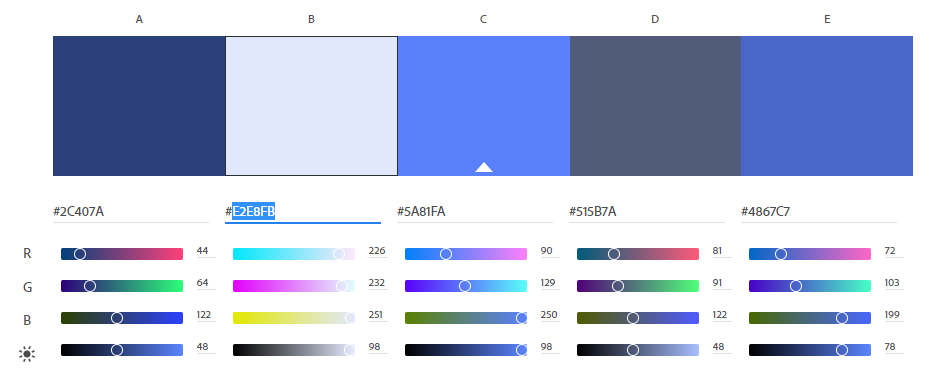 A B C D E
#2C407A #E2E8FB #5A81FA #515B7A #4867C7
R 44 226 90 81 72
G 64 232 129 91 103
B 122 251 250 122 199
48 98 98 48 78